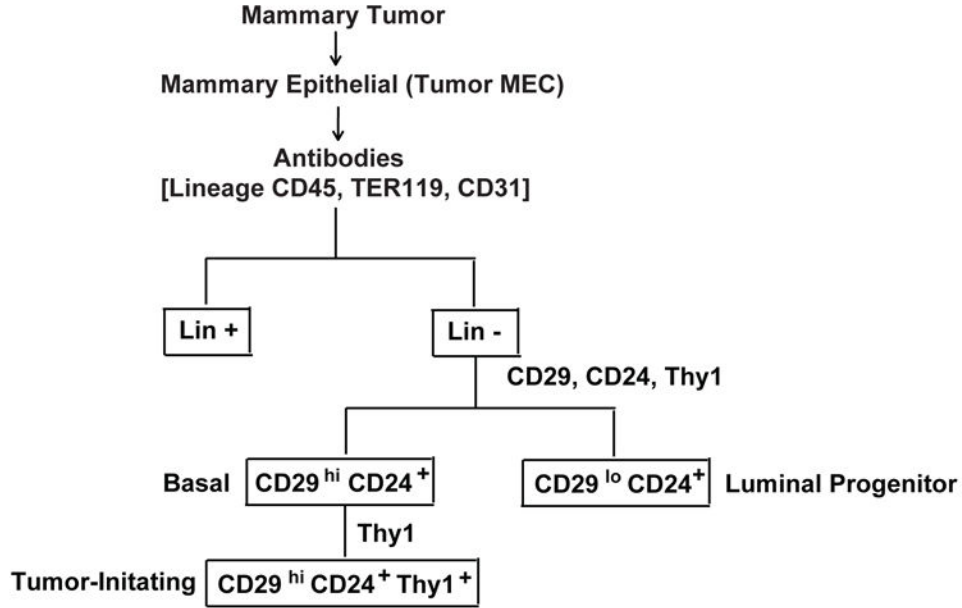 Mammary Tumor
Mammary Epithelial (Tumor MEC)
Antibodies
[Lineage CD45, TER119, CD31]
Lin +
Lin -
CD29, CD24, Thy1
Basal
CD29 hi CD24 +
CD29 lo CD24+
Luminal Progenitor
Thy1
Tumor-Initating
CD29 hi CD24 + Thy1 +